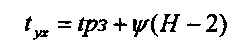 t_ух = tрз + ψ(H − 2)